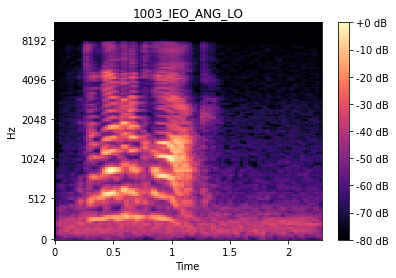 1003_IEO_ANG_LO
+0 dB
8192
-10 dB
4096
-20 dB
-30 dB
2048
Hz
-40 dB
1024
-50 dB
512
-60 dB
-70 dB
0
-80 dB
0 0.5 1 1.5 2
Time